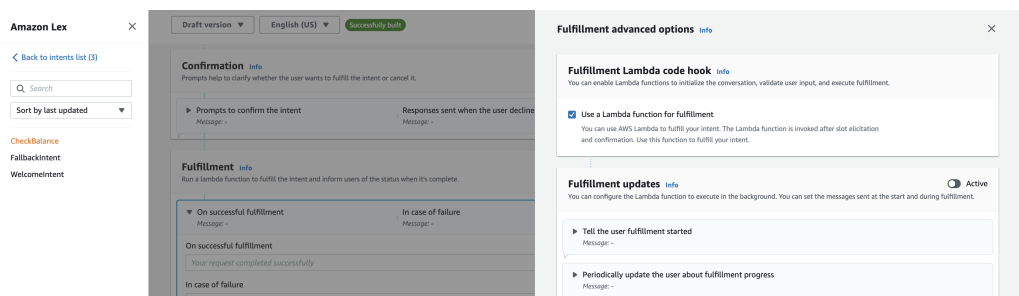 Amazon Lex
Back to intents list (3)
Search
Sort by last updated
CheckBalance
FallbackIntent
WelcomeIntent
Draft version
English (US)
Successfully built
Confirmation Info
Prompts help to clarify whether the user wants to fulfill the intent or cancel it.
Prompts to confirm the intent
Message: -
Responses sent when the user decline
Message: -
Fulfillment Info
Run a lambda function to fulfill the intent and inform users of the status when it's complete.
On successful fulfillment
Message: -
In case of failure
Message: -
On successful fulfillment
Your request completed successfully
In case of failure
Fulfillment advanced options Info
Fulfillment Lambda code hook Info
You can enable Lambda functions to initialize the conversation, validate user input, and execute fulfillment.
Use a Lambda function for fulfillment
You can use AWS Lambda to fulfill your intent. The Lambda function is invoked after slot elicitation
and confirmation. Use this function to fulfill your intent.
Fulfillment updates Info
Active
You can configure the Lambda function to execute in the background. You can set the messages sent at the start and during fulfillment.
Tell the user fulfillment started
Message: -
Periodically update the user about fulfillment progress
Message: -